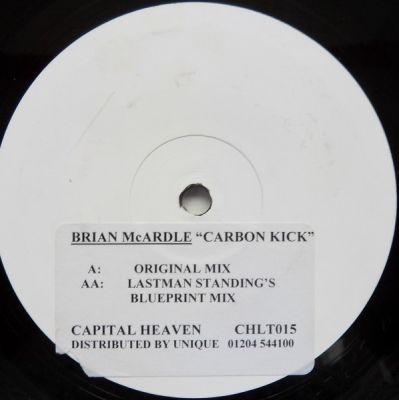 BRIAN McARDLE “CARBON KICK”
A: ORIGINAL MIX
AA: LASTMAN STANDING'S
BLUEPRINT MIX
CAPITAL HEAVEN CHLT015
DISTRIBUTED BY UNIQUE 01204 544100